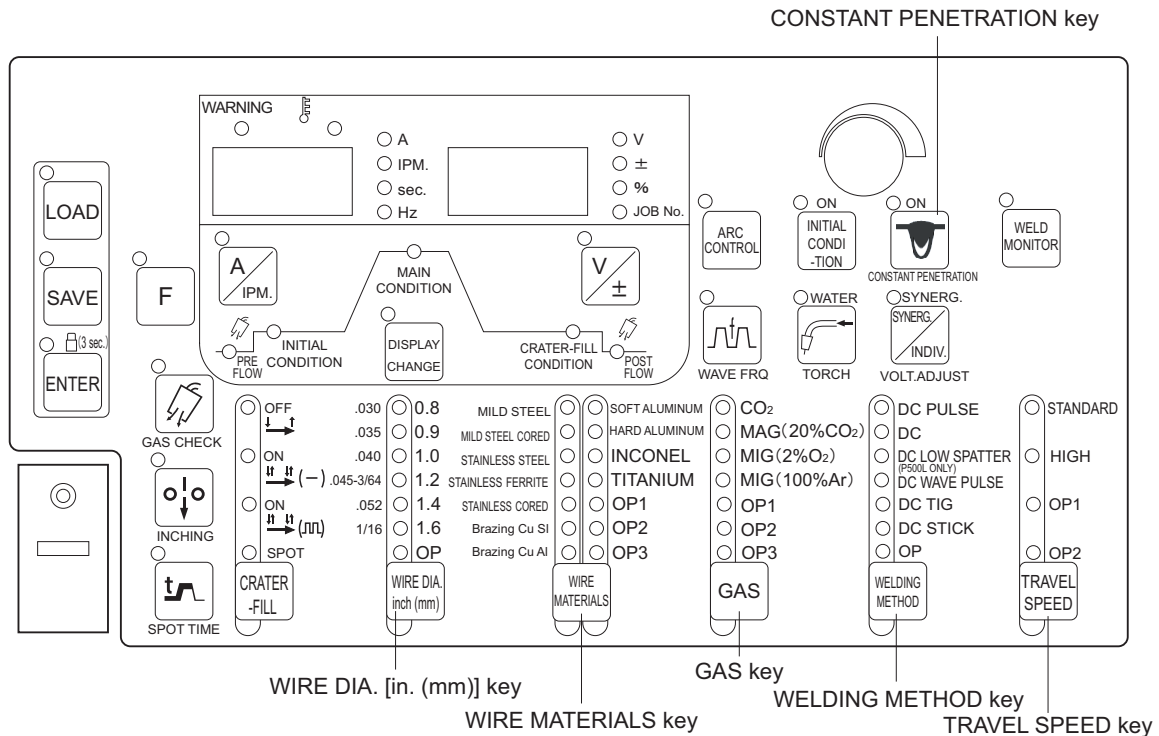 CONSTANT PENETRATION key
WARNING
A
IPM.
sec.
Hz
V
±
%
JOB No.
LOAD
SAVE
(3 sec.)
ENTER
F
A
IPM.
MAIN
CONDITION
V
±
INITIAL
CONDITION
PRE
FLOW
DISPLAY
CHANGE
CRATER-FILL
CONDITION
POST
FLOW
ARC
CONTROL
ON
INITIAL
CONDI
-TION
ON
CONSTANT PENETRATION
WELD
MONITOR
WAVE FRQ
WATER
TORCH
SYNERG.
SYNERG.
INDIV.
VOLT.ADJUST
GAS CHECK
INCHING
t
SPOT TIME
OFF
ON
(−)
ON
SPOT
CRATER
-FILL
.030 0.8
.035 0.9
.040 1.0
.045-3/64 1.2
.052 1.4
1/16 1.6
OP
WIRE DIA.
inch (mm)
MILD STEEL
MILD STEEL CORED
STAINLESS STEEL
STAINLESS FERRITE
STAINLESS CORED
Brazing Cu SI
Brazing Cu Al
SOFT ALUMINUM
HARD ALUMINUM
INCONEL
TITANIUM
OP1
OP2
OP3
WIRE
MATERIALS
CO2
MAG(20%CO2)
MIG(2%O2)
MIG(100%Ar)
OP1
OP2
OP3
GAS
DC PULSE
DC
DC LOW SPATTER
(P500L ONLY)
DC WAVE PULSE
DC TIG
DC STICK
OP
WELDING
METHOD
STANDARD
HIGH
OP1
OP2
TRAVEL
SPEED
WIRE DIA. [in. (mm)] key
WIRE MATERIALS key
GAS key
WELDING METHOD key
TRAVEL SPEED key